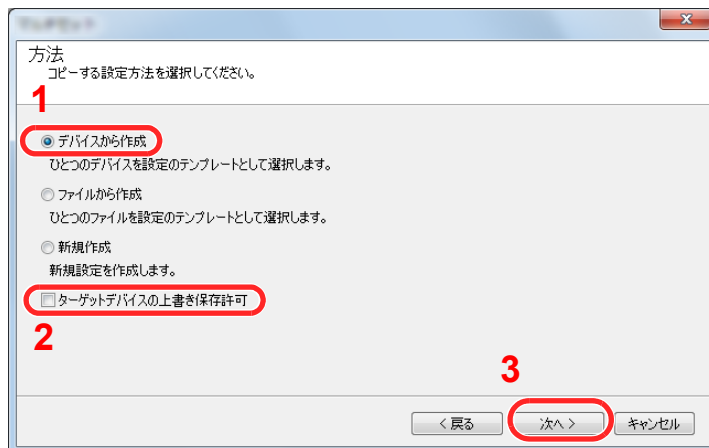 方法
コピーする設定方法を選択してください。
1
デバイスから作成
ひとつのデバイスを設定のテンプレートとして選択します。
ファイルから作成
ひとつのファイルを設定のテンプレートとして選択します。
新規作成
新規設定を作成します。
ターゲットデバイスの上書き保存許可
2
3
< 戻る 次へ > キャンセル